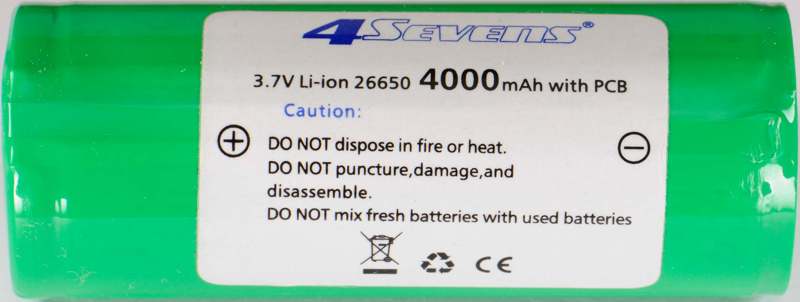 4SEVENS®
3.7V Li-ion 26650 4000mAh with PCB
Caution:
DO NOT dispose in fire or heat.
DO NOT puncture,damage,and
disassemble.
DO NOT mix fresh batteries with used batteries
+
−
CE